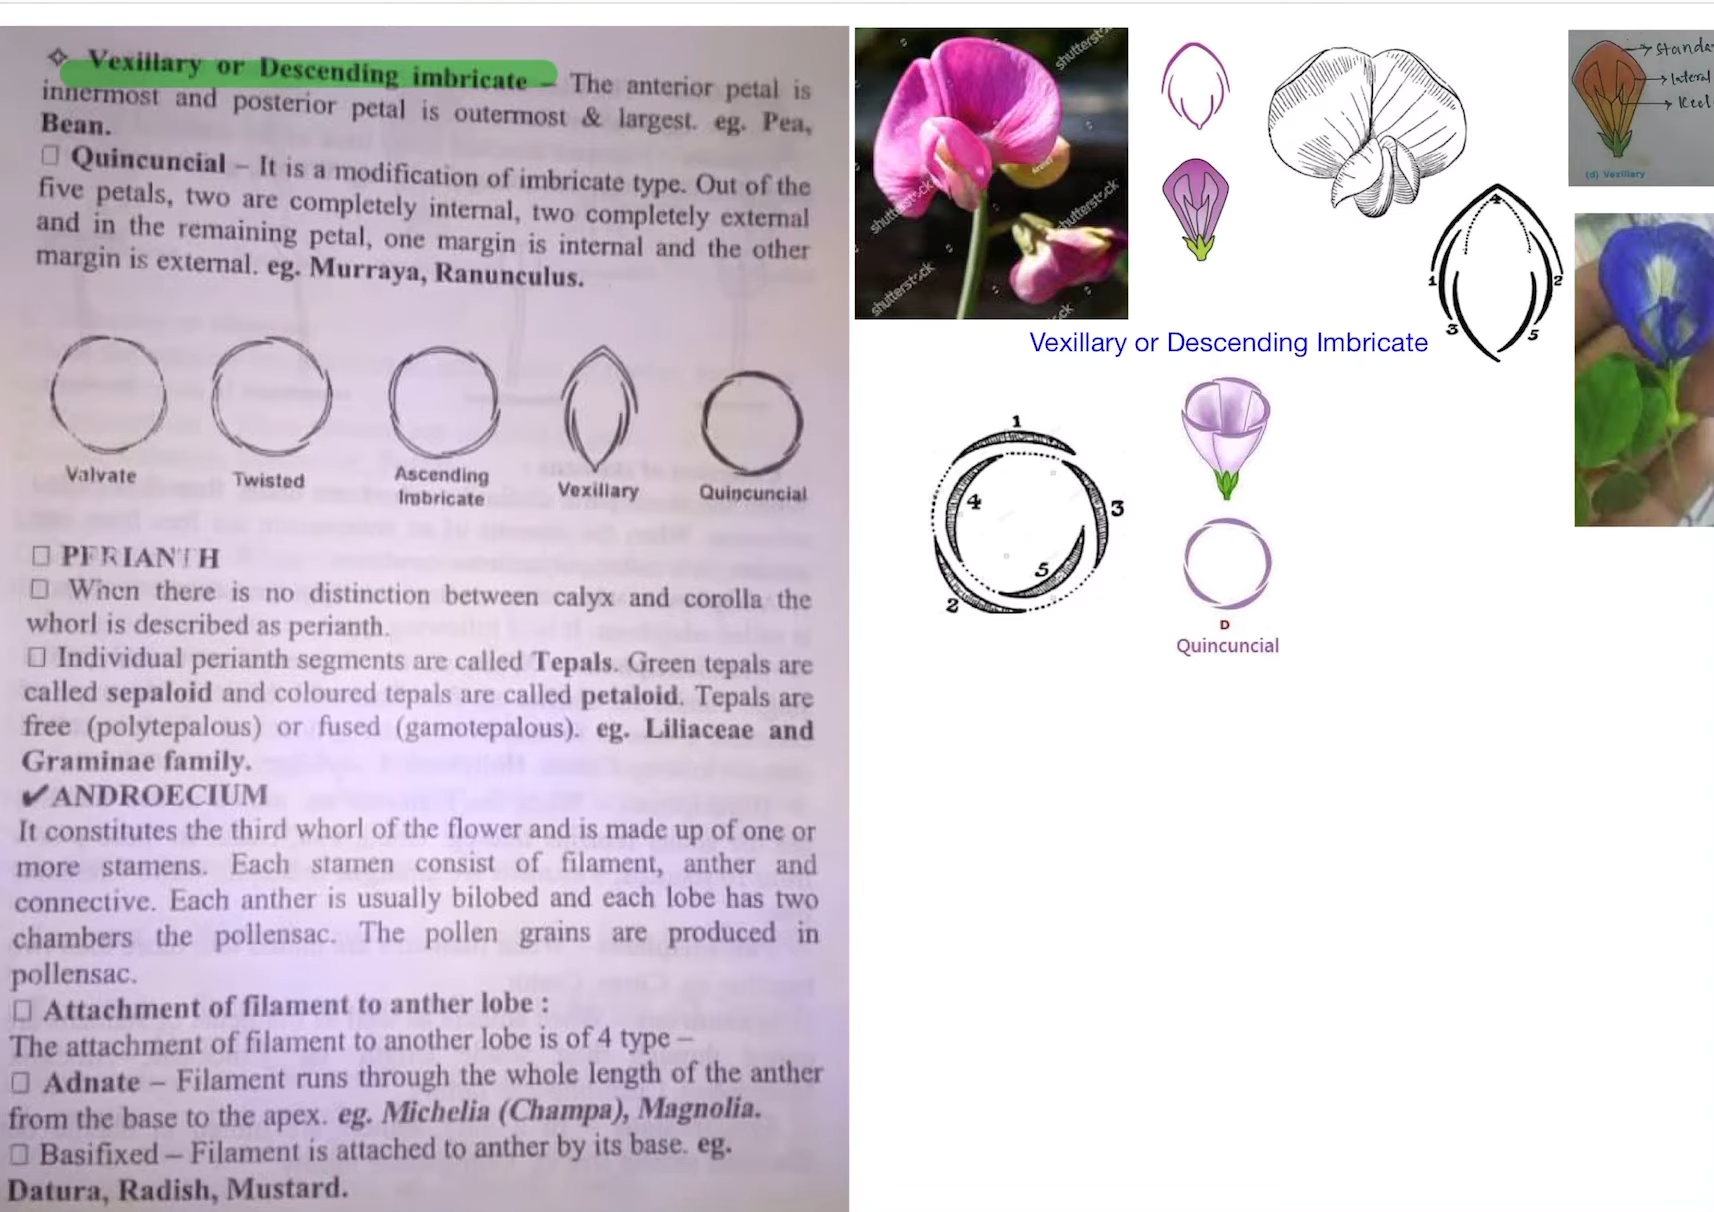 ❖ Vexillary or Descending imbricate – The anterior petal is
innermost and posterior petal is outermost & largest. eg. Pea,
Bean.
☐ Quincuncial – It is a modification of imbricate type. Out of the
five petals, two are completely internal, two completely external
and in the remaining petal, one margin is internal and the other
margin is external. eg. Murraya, Ranunculus.
Valvate
Twisted
Ascending
Imbricate
Vexillary
Quincuncial
☐ PERIANTH
☐ When there is no distinction between calyx and corolla the
whorl is described as perianth.
☐ Individual perianth segments are called Tepals. Green tepals are
called sepaloid and coloured tepals are called petaloid. Tepals are
free (polytepalous) or fused (gamotepalous). eg. Liliaceae and
Graminae family.
✔ANDROECIUM
It constitutes the third whorl of the flower and is made up of one or
more stamens. Each stamen consist of filament, anther and
connective. Each anther is usually bilobed and each lobe has two
chambers the pollensac. The pollen grains are produced in
pollensac.
☐ Attachment of filament to anther lobe :
The attachment of filament to another lobe is of 4 type –
☐ Adnate – Filament runs through the whole length of the anther
from the base to the apex. eg. Michelia (Champa), Magnolia.
☐ Basifixed – Filament is attached to anther by its base. eg.
Datura, Radish, Mustard.
shutterstock
shutterstock
shutterstock
shutterstock
Standa
lateral
Keel
(d) Vexillary
4
1
2
3
5
Vexillary or Descending Imbricate
1
4
3
5
2
D
Quincuncial